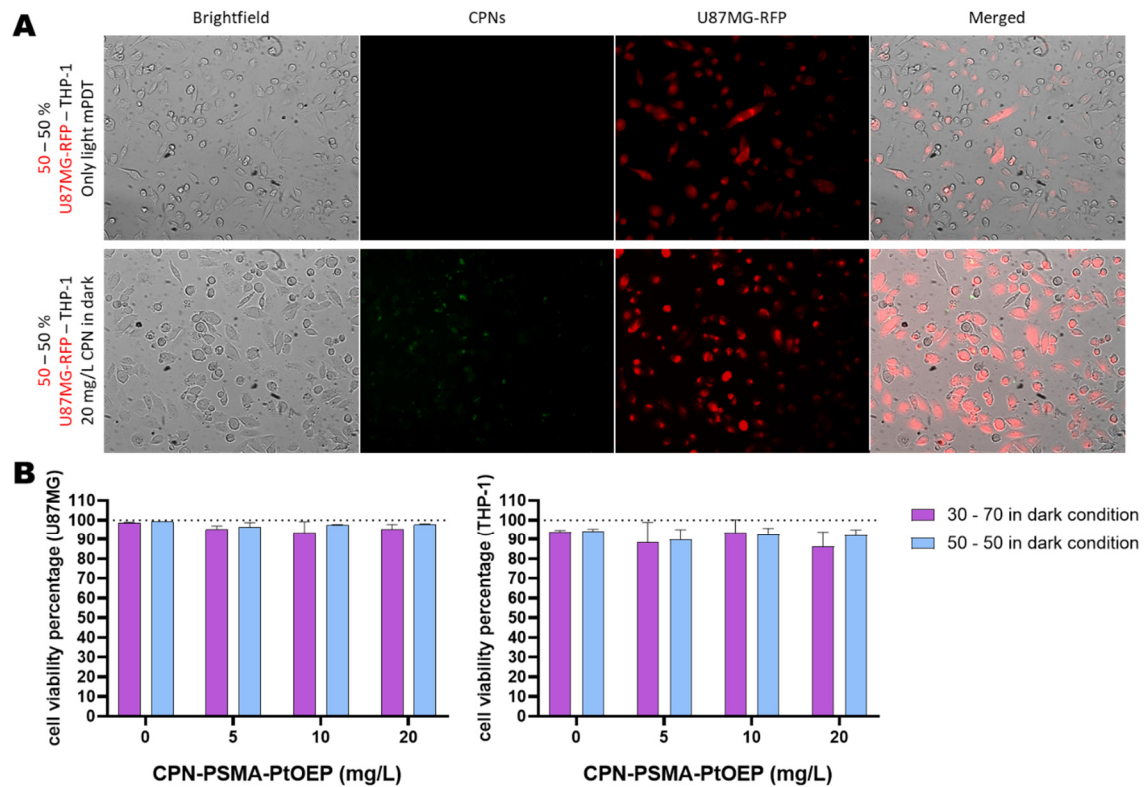 A
Brightfield
CPNs
U87MG-RFP
Merged
50 – 50 %
U87MG-RFP – THP-1
Only light mPDT
50 – 50 %
U87MG-RFP – THP-1
20 mg/L CPN in dark
B
cell viability percentage (U87MG)
110
100
90
80
70
60
50
40
30
20
10
0
0
5
10
20
CPN-PSMA-PtOEP (mg/L)
cell viability percentage (THP-1)
110
100
90
80
70
60
50
40
30
20
10
0
0
5
10
20
CPN-PSMA-PtOEP (mg/L)
30 - 70 in dark condition
50 - 50 in dark condition